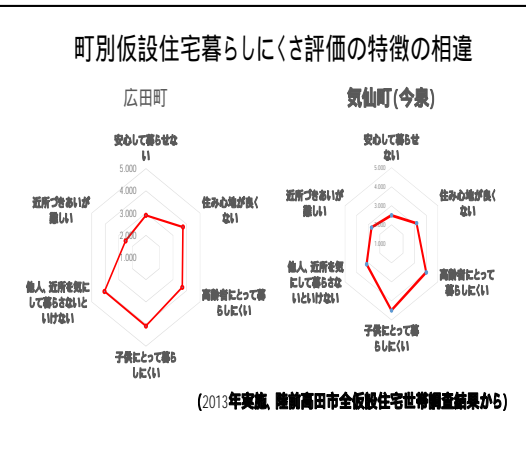 町別仮設住宅暮らしにくさ評価の特徴の相違
広田町
安心して暮らせな
い
5.000
4.000
3.000
2.000
1.000
住み心地が良く
ない
高齢者にとって暮
らしにくい
子供にとって暮ら
しにくい
他人、近所を気に
して暮らさないと
いけない
近所づきあいが
難しい
気仙町(今泉)
安心して暮らせ
ない
5.000
4.000
3.000
2.000
1.000
住み心地が良く
ない
高齢者にとって
暮らしにくい
子供にとって暮
らしにくい
他人、近所を気
にして暮らさな
いといけない
近所づきあいが
難しい
(2013年実施、陸前高田市全仮設住宅世帯調査結果から)